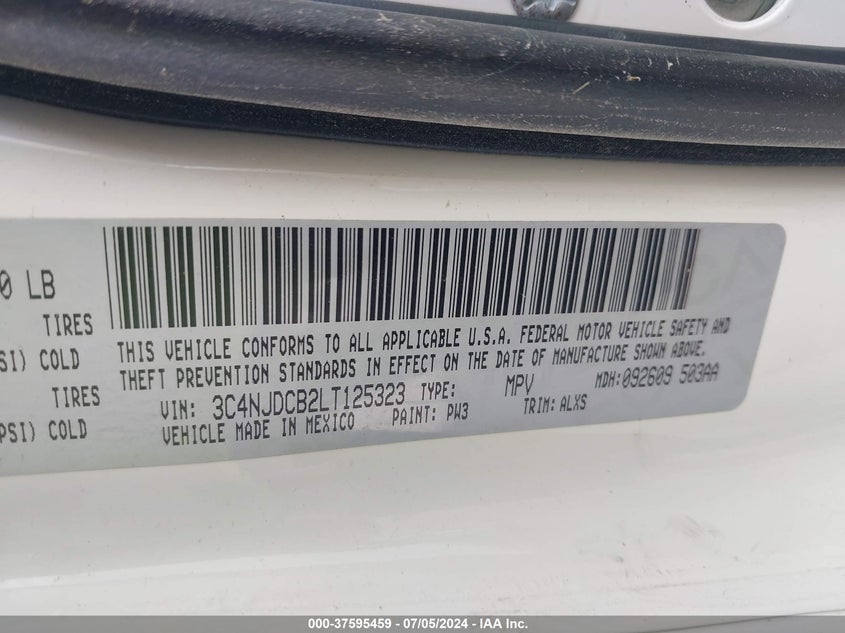 0 LB
TIRES
SI) COLD
TIRES
PSI) COLD
THIS VEHICLE CONFORMS TO ALL APPLICABLE U.S.A. FEDERAL MOTOR VEHICLE SAFETY AND
THEFT PREVENTION STANDARDS IN EFFECT ON THE DATE OF MANUFACTURE SHOWN ABOVE.
VIN: 3C4NJDCB2LT125323 TYPE: MPV MDH:092609 503AA
VEHICLE MADE IN MEXICO PAINT: PW3 TRIM: ALXS
000-37595459 - 07/05/2024 - IAA Inc.